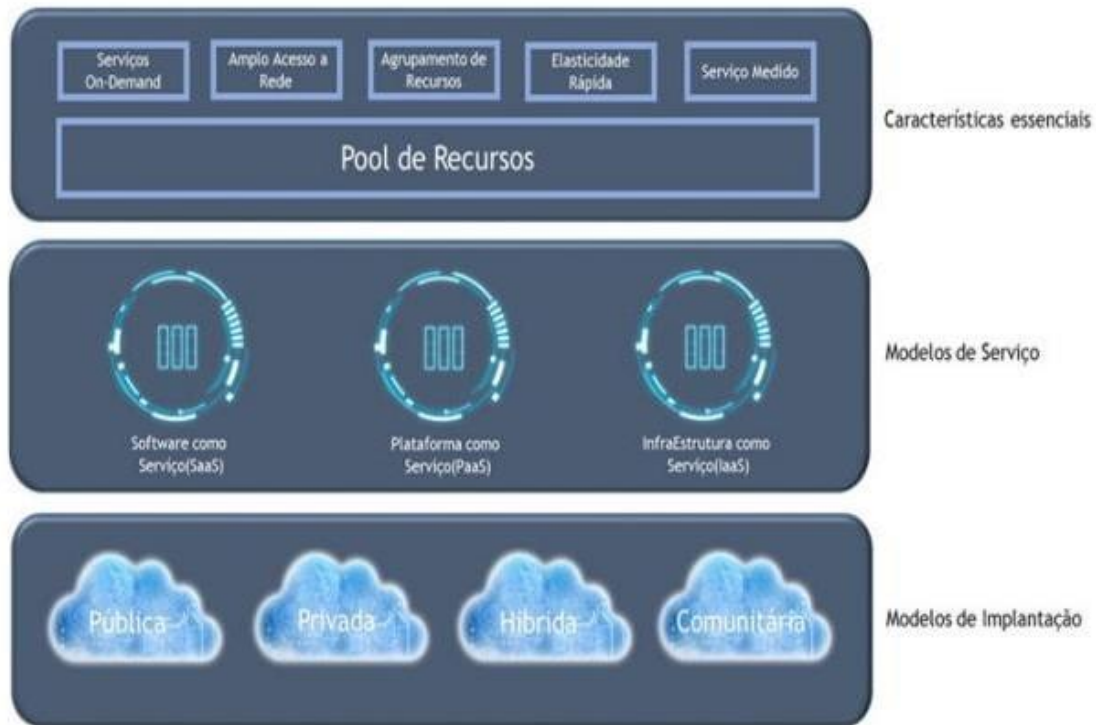 Serviços
On-Demand
Amplo Acesso a
Rede
Agrupamento de
Recursos
Elasticidade
Rápida
Serviço Medido
Pool de Recursos
Características essenciais
Software como
Serviço(SaaS)
Plataforma como
Serviço(PaaS)
InfraEstrutura como
Serviço(IaaS)
Modelos de Serviço
Pública
Privada
Híbrida
Comunitária
Modelos de Implantação